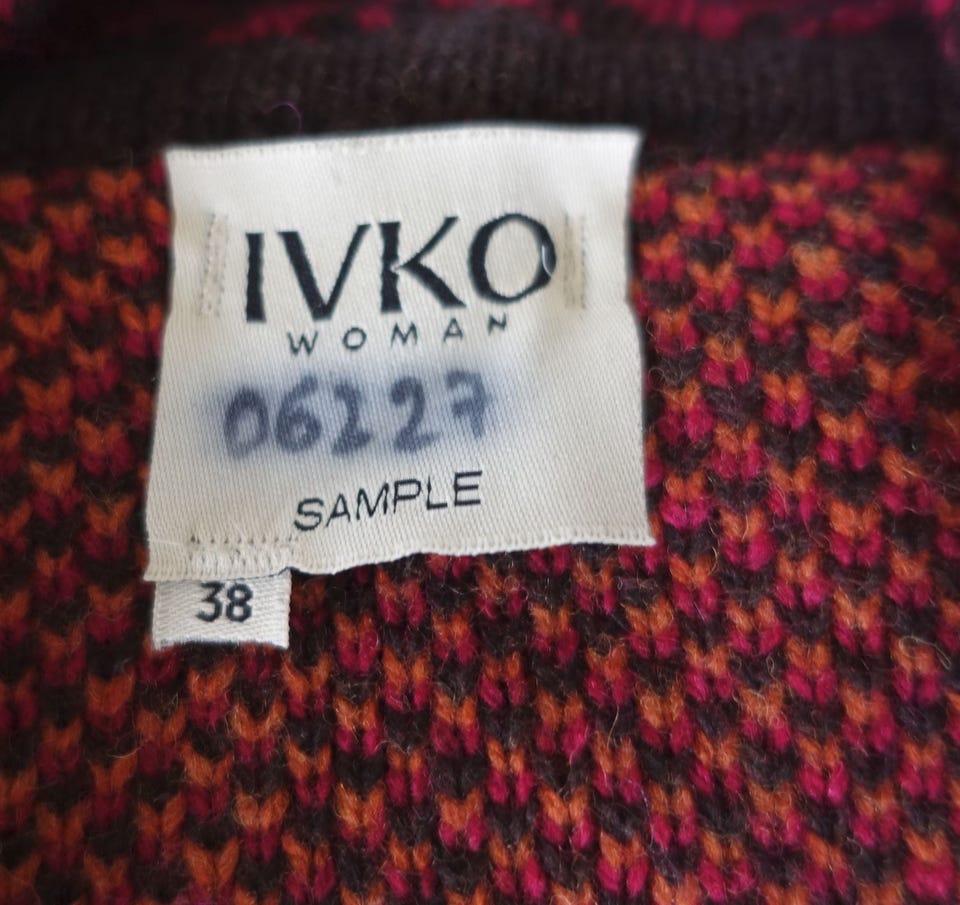 IVKO
WOMAN
06227
SAMPLE
38